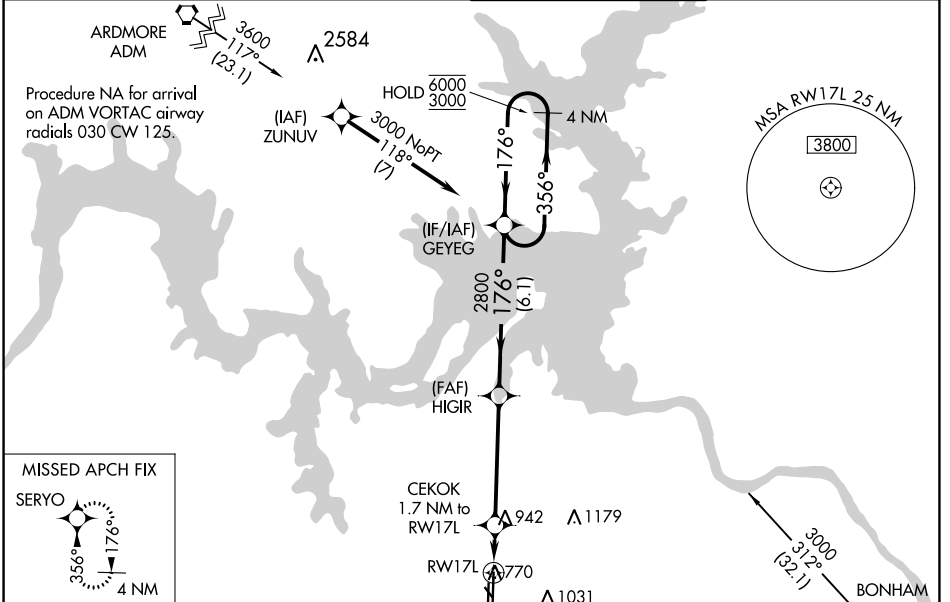 ARDMORE
ADM
3600
117°
(23.1)
2584
Procedure NA for arrival
on ADM VORTAC airway
radials 030 CW 125.
(IAF)
ZUNUV
3000 NoPT
118°
(7)
HOLD 6000
3000
4 NM
176°
356°
MSA RW17L 25 NM
3800
(IF/IAF)
GEYEG
2800
176°
(6.1)
(FAF)
HIGIR
MISSED APCH FIX
SERYO
356°
176°
4 NM
CEKOK
1.7 NM to
RW17L
942
1179
RW17L
770
1031
3000
312°
(32.1)
BONHAM